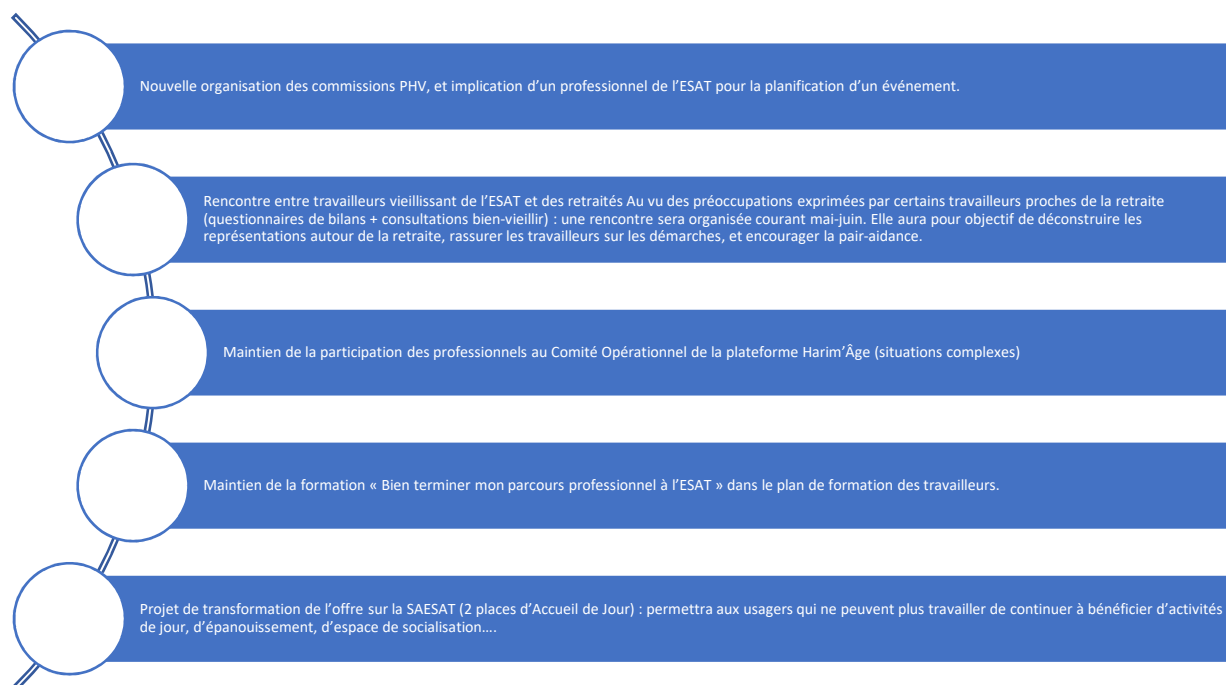 Nouvelle organisation des commissions PHV, et implication d’un professionnel de l’ESAT pour la planification d’un événement.
Rencontre entre travailleurs vieillissant de l’ESAT et des retraités Au vu des préoccupations exprimées par certains travailleurs proches de la retraite
(questionnaires de bilans + consultations bien-vieillir) : une rencontre sera organisée courant mai-juin. Elle aura pour objectif de déconstruire les
représentations autour de la retraite, rassurer les travailleurs sur les démarches, et encourager la pair-aidance.
Maintien de la participation des professionnels au Comité Opérationnel de la plateforme Harim’Âge (situations complexes)
Maintien de la formation « Bien terminer mon parcours professionnel à l’ESAT » dans le plan de formation des travailleurs.
Projet de transformation de l’offre sur la SAESAT (2 places d’Accueil de Jour) : permettra aux usagers qui ne peuvent plus travailler de continuer à bénéficier d’activités
de jour, d’épanouissement, d’espace de socialisation….